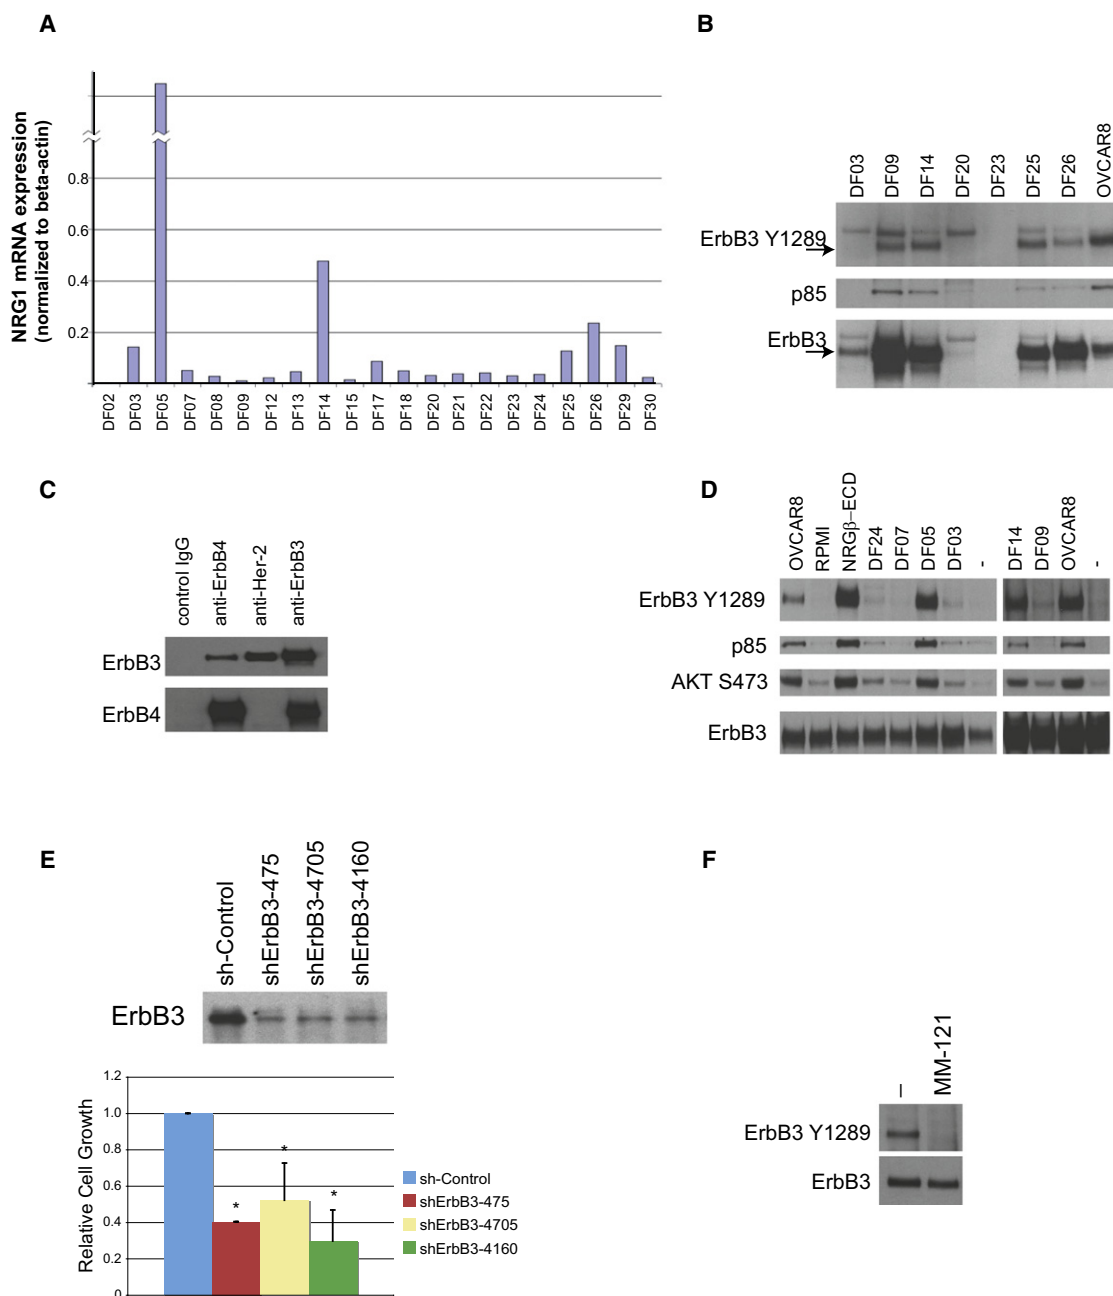 A
NRG1 mRNA expression
(normalized to beta-actin)
0.8
0.6
0.4
0.2
DF02
DF03
DF05
DF07
DF08
DF09
DF12
DF13
DF14
DF15
DF17
DF18
DF20
DF21
DF22
DF23
DF24
DF25
DF26
DF29
DF30
B
DF03
DF09
DF14
DF20
DF23
DF25
DF26
OVCAR8
ErbB3 Y1289
p85
ErbB3
C
control IgG
anti-ErbB4
anti-Her-2
anti-ErbB3
ErbB3
ErbB4
D
OVCAR8
RPMI
NRGβ–ECD
DF24
DF07
DF05
DF03
-
DF14
DF09
OVCAR8
-
ErbB3 Y1289
p85
AKT S473
ErbB3
E
sh-Control
shErbB3-475
shErbB3-4705
shErbB3-4160
ErbB3
Relative Cell Growth
1.2
1.0
0.8
0.6
0.4
0.2
0
*
*
*
sh-Control
shErbB3-475
shErbB3-4705
shErbB3-4160
F
–
MM-121
ErbB3 Y1289
ErbB3